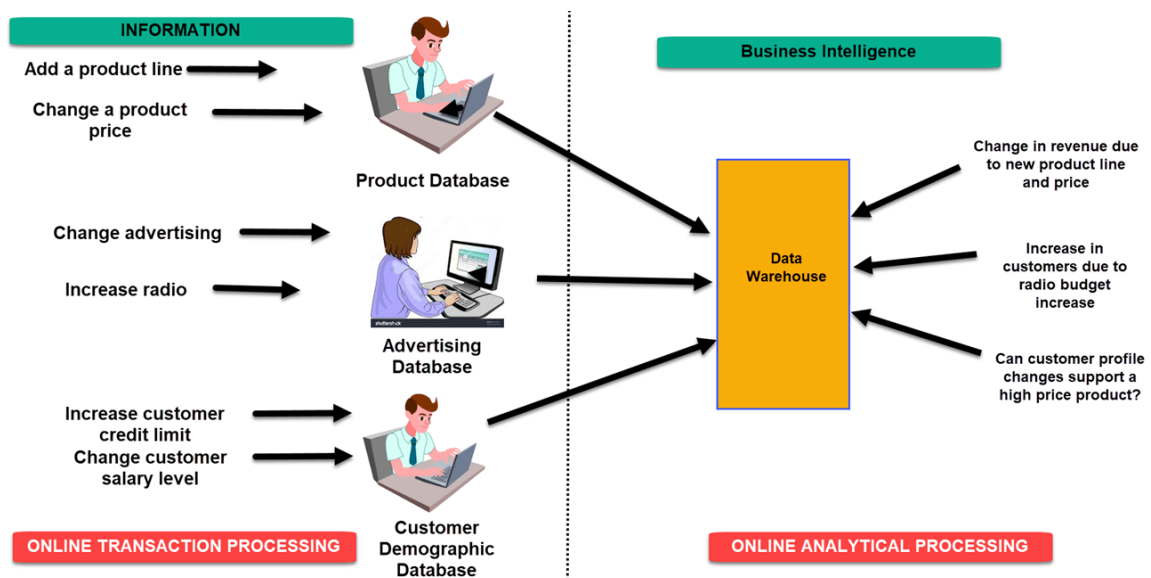 INFORMATION
Add a product line
Change a product
price
Product Database
Change advertising
Increase radio
shutterstock
Advertising
Database
Increase customer
credit limit
Change customer
salary level
Customer
Demographic
Database
ONLINE TRANSACTION PROCESSING
Business Intelligence
Data
Warehouse
Change in revenue due
to new product line
and price
Increase in
customers due to
radio budget
increase
Can customer profile
changes support a
high price product?
ONLINE ANALYTICAL PROCESSING